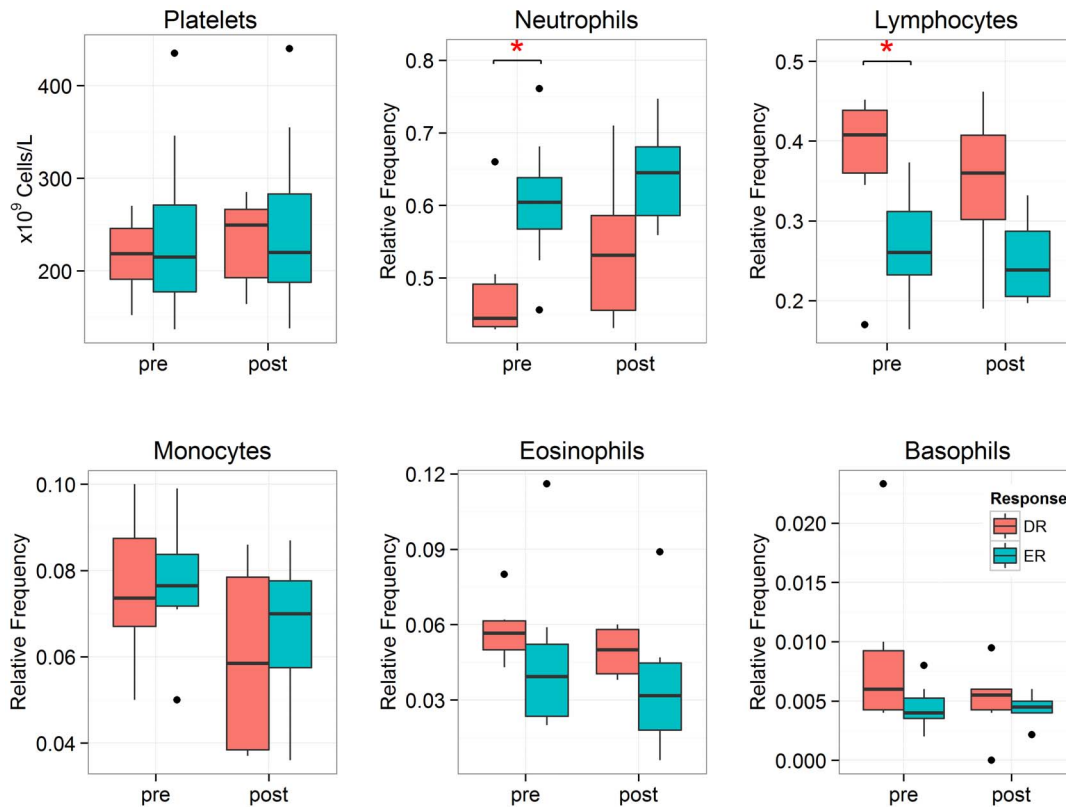 Platelets
x10⁹ Cells/L
400
300
200
pre
post
Neutrophils
Relative Frequency
0.8
0.7
0.6
0.5
*
pre
post
Lymphocytes
Relative Frequency
0.5
0.4
0.3
0.2
*
pre
post
Monocytes
Relative Frequency
0.10
0.08
0.06
0.04
pre
post
Eosinophils
Relative Frequency
0.12
0.09
0.06
0.03
pre
post
Basophils
Relative Frequency
0.020
0.015
0.010
0.005
0.000
Response
DR
ER
pre
post